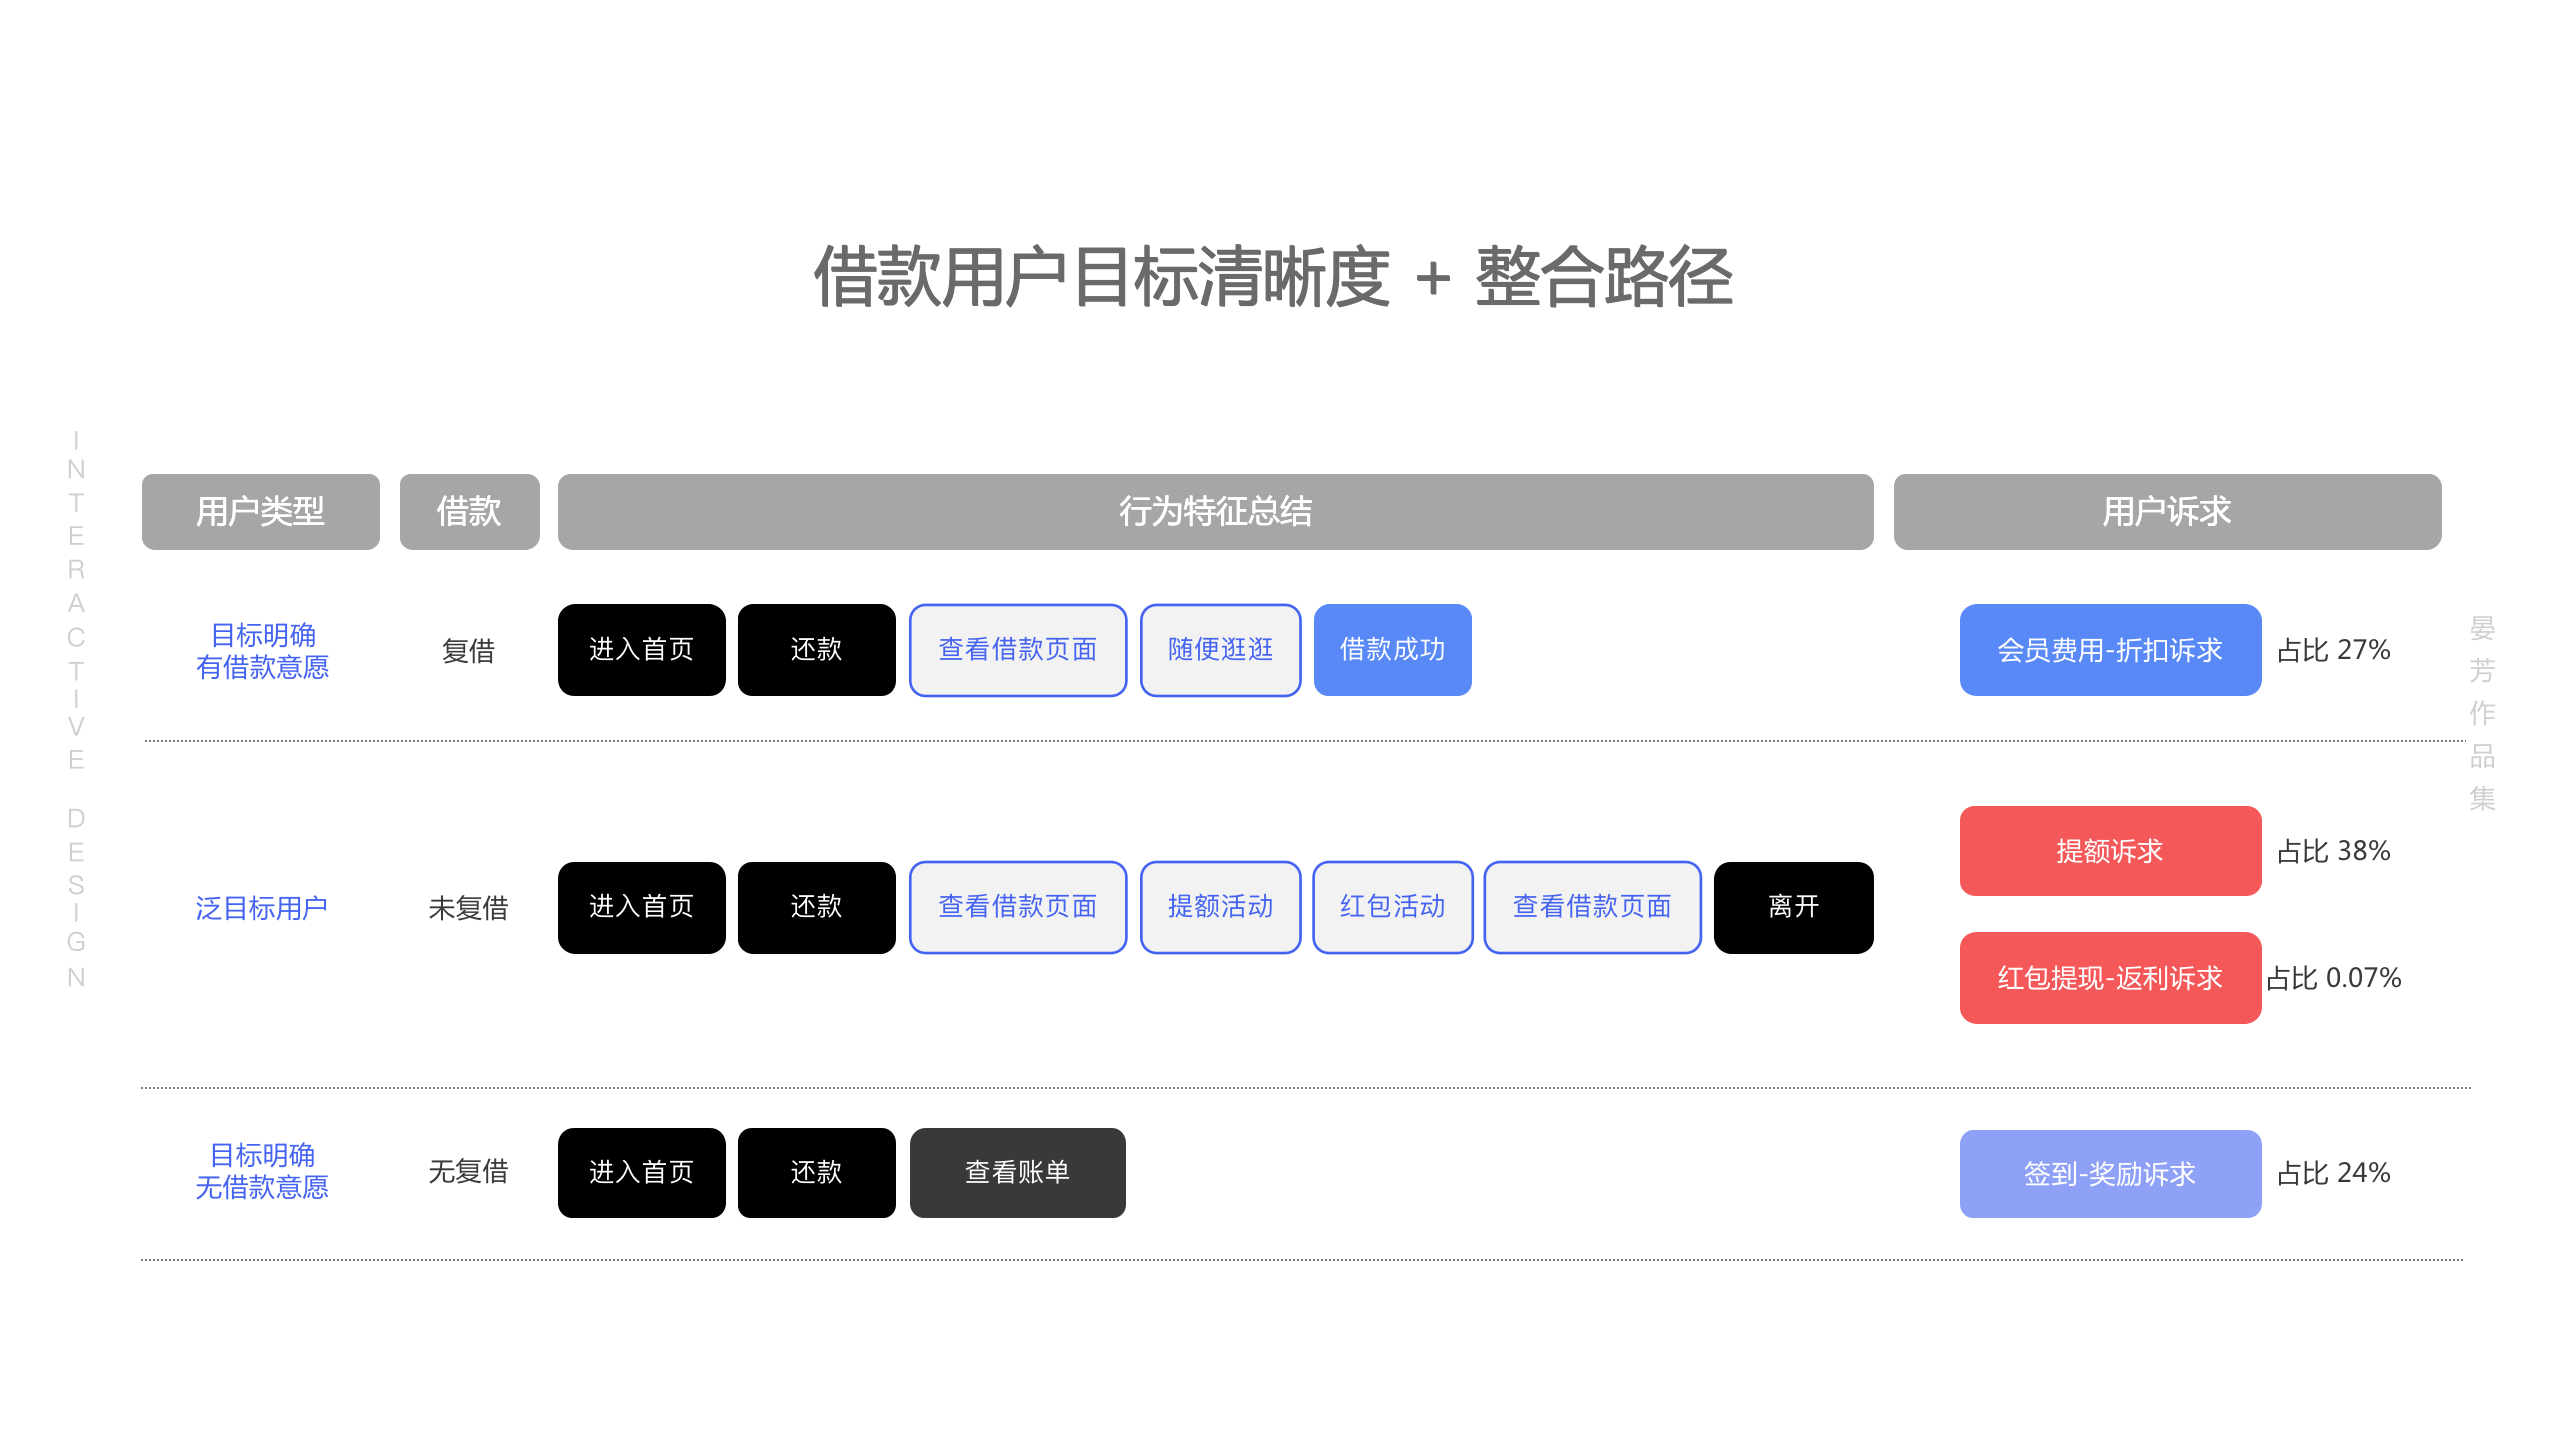 借款用户目标清晰度 + 整合路径
INTERACTIVE DESIGN
用户类型
借款
行为特征总结
用户诉求
目标明确
有借款意愿
复借
进入首页
还款
查看借款页面
随便逛逛
借款成功
会员费用-折扣诉求
占比 27%
晏芳作品集
泛目标用户
未复借
进入首页
还款
查看借款页面
提额活动
红包活动
查看借款页面
离开
提额诉求
占比 38%
红包提现-返利诉求
占比 0.07%
目标明确
无借款意愿
无复借
进入首页
还款
查看账单
签到-奖励诉求
占比 24%